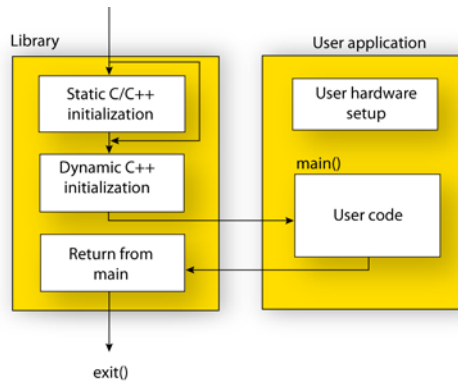 Library
Static C/C++
initialization
Dynamic C++
initialization
Return from
main
exit()
User application
User hardware
setup
main()
User code